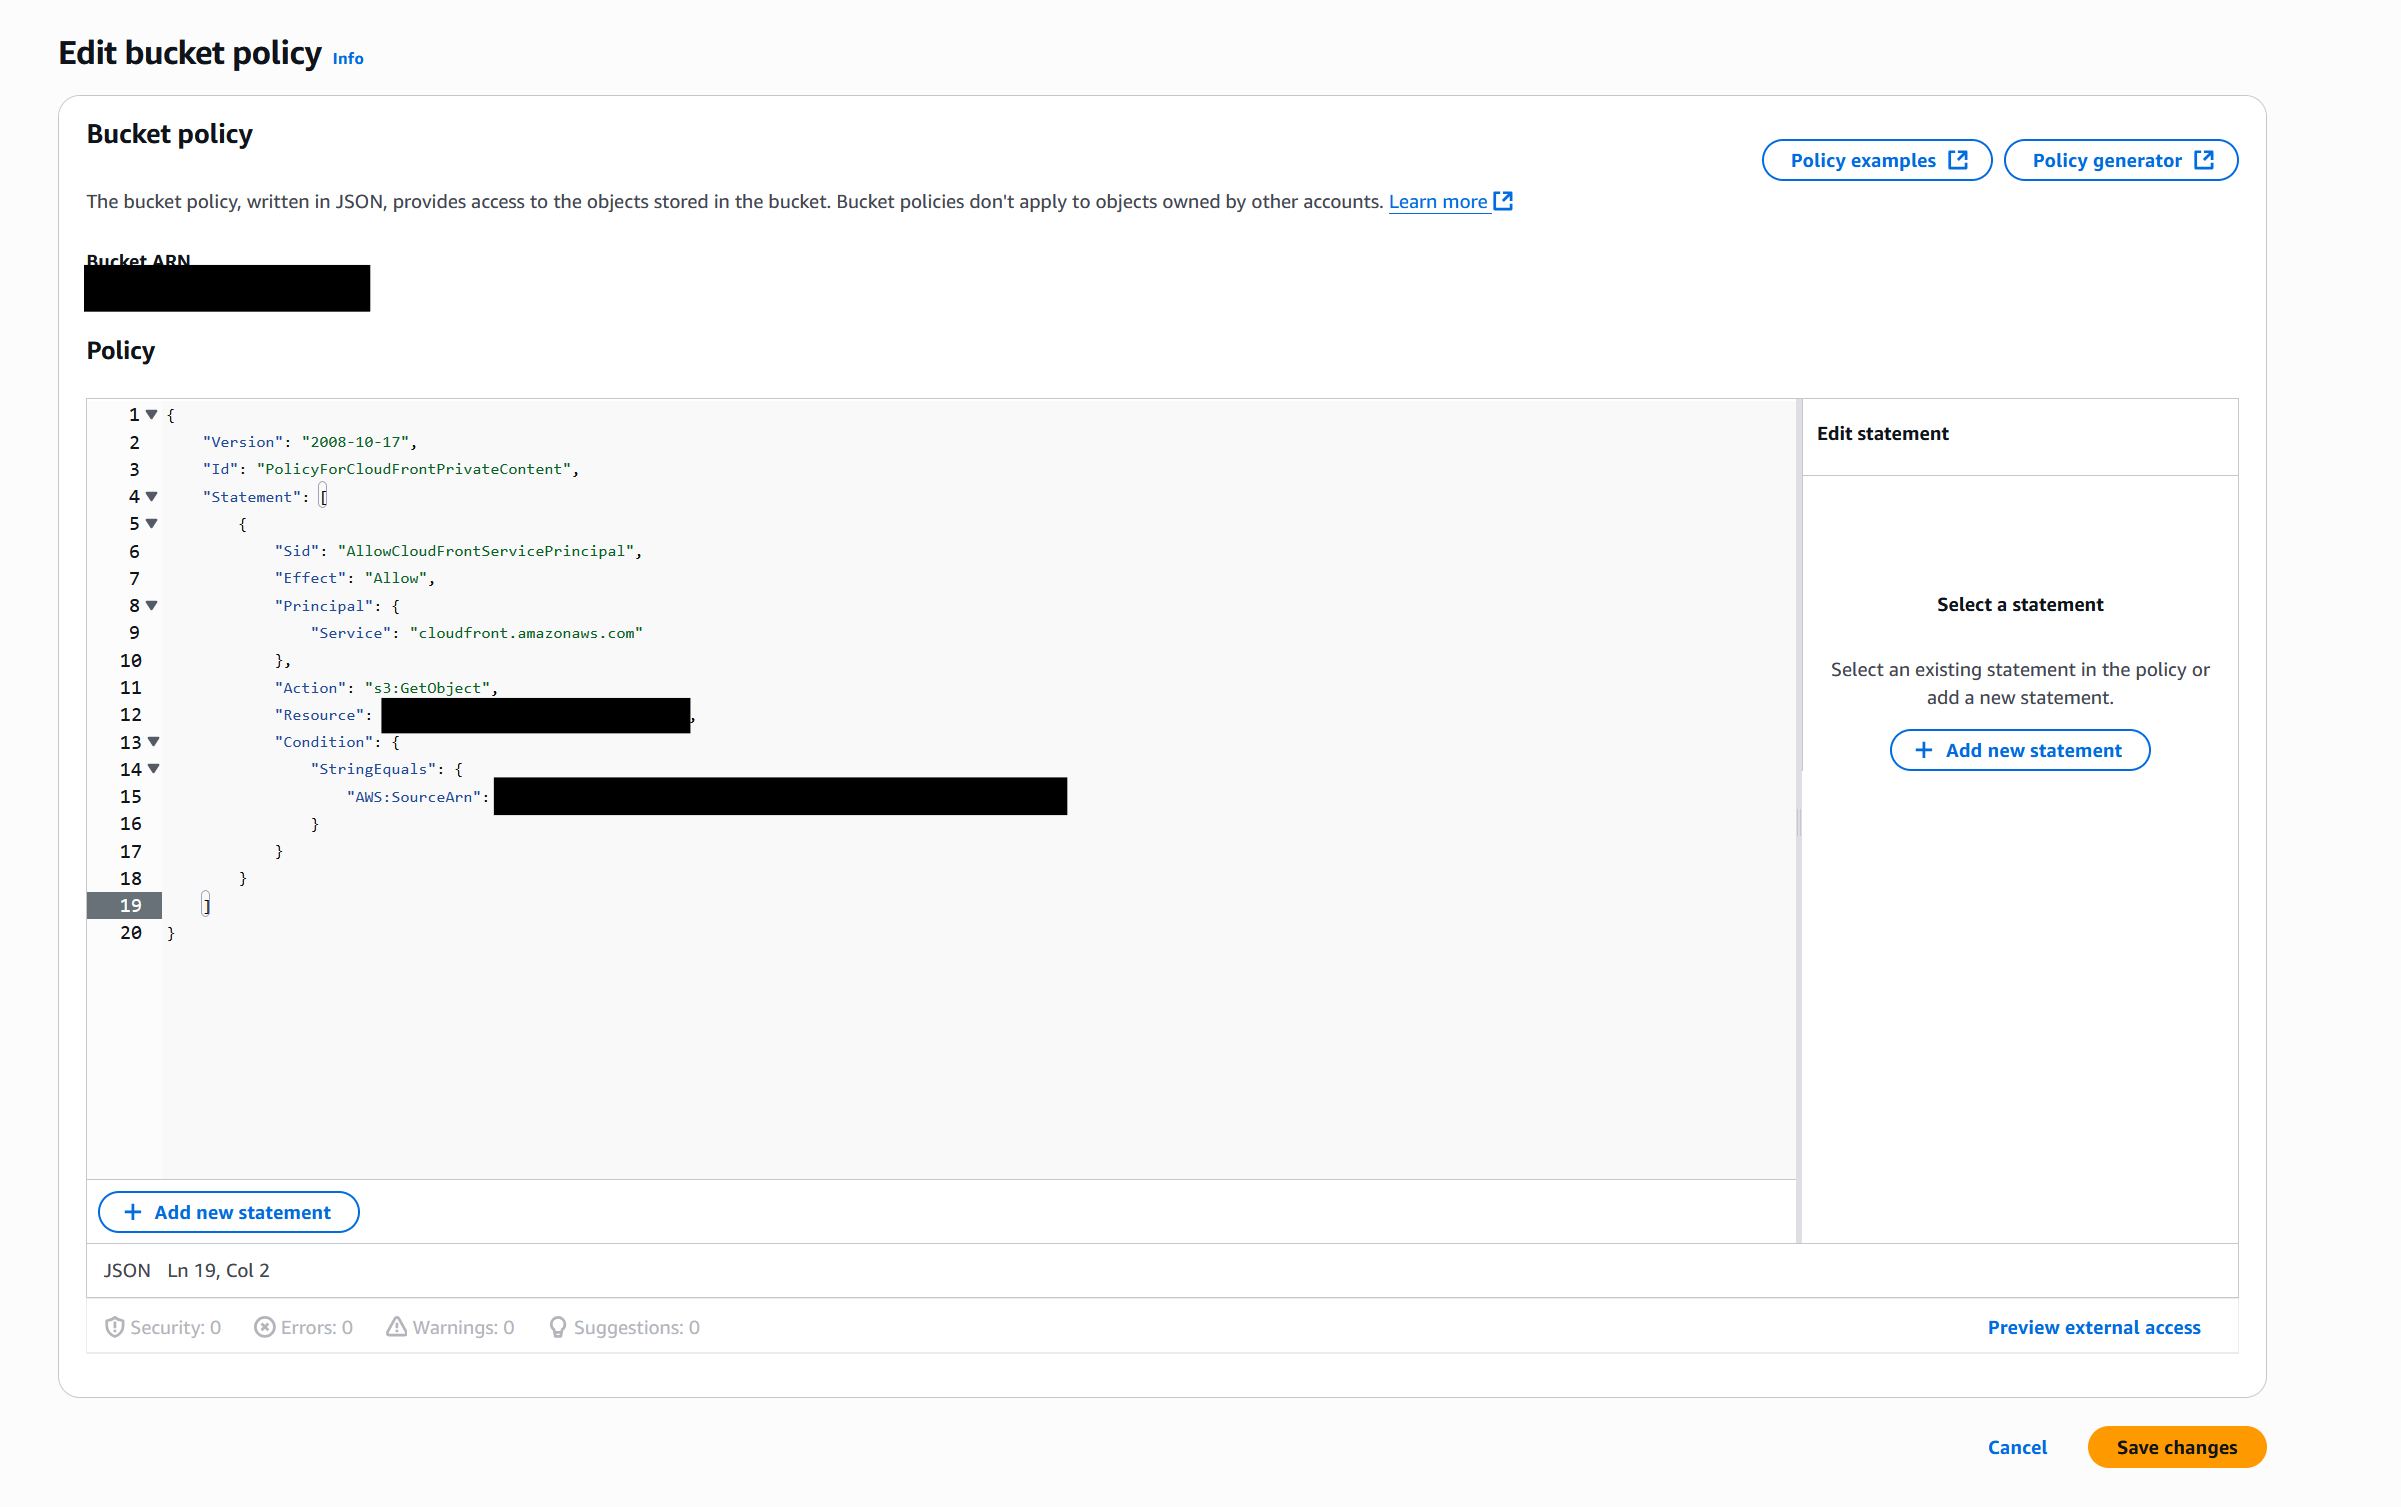 Edit bucket policy Info
Bucket policy
Policy examples
Policy generator
The bucket policy, written in JSON, provides access to the objects stored in the bucket. Bucket policies don't apply to objects owned by other accounts. Learn more
Bucket ARN
Policy
1 {
2 "Version": "2008-10-17",
3 "Id": "PolicyForCloudFrontPrivateContent",
4 "Statement": [
5 {
6 "Sid": "AllowCloudFrontServicePrincipal",
7 "Effect": "Allow",
8 "Principal": {
9 "Service": "cloudfront.amazonaws.com"
10 },
11 "Action": "s3:GetObject",
12 "Resource": ,
13 "Condition": {
14 "StringEquals": {
15 "AWS:SourceArn":
16 }
17 }
18 }
19 ]
20 }
Edit statement
Select a statement
Select an existing statement in the policy or
add a new statement.
+ Add new statement
+ Add new statement
JSON Ln 19, Col 2
Security: 0 Errors: 0 Warnings: 0 Suggestions: 0
Preview external access
Cancel
Save changes